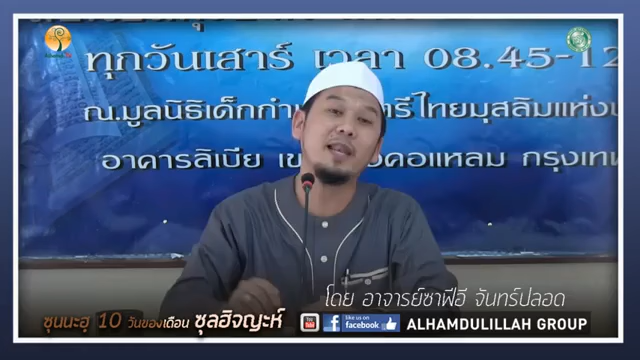 ทุกวันเสาร์ เวลา 08.45-12
ณ.มูลนิธิเด็กกำ ตรีไทยมุสลิมแห่งป
อาคารลิเบีย เข คอแหลม กรุงเทพ
โดย อาจารย์ซาฟีอี จันทร์ปลอด
ซุนนะฮฺ 10 วันของเดือน ซุลฮิจญะห์
You Tube
like us on facebook
ALHAMDULILLAH GROUP